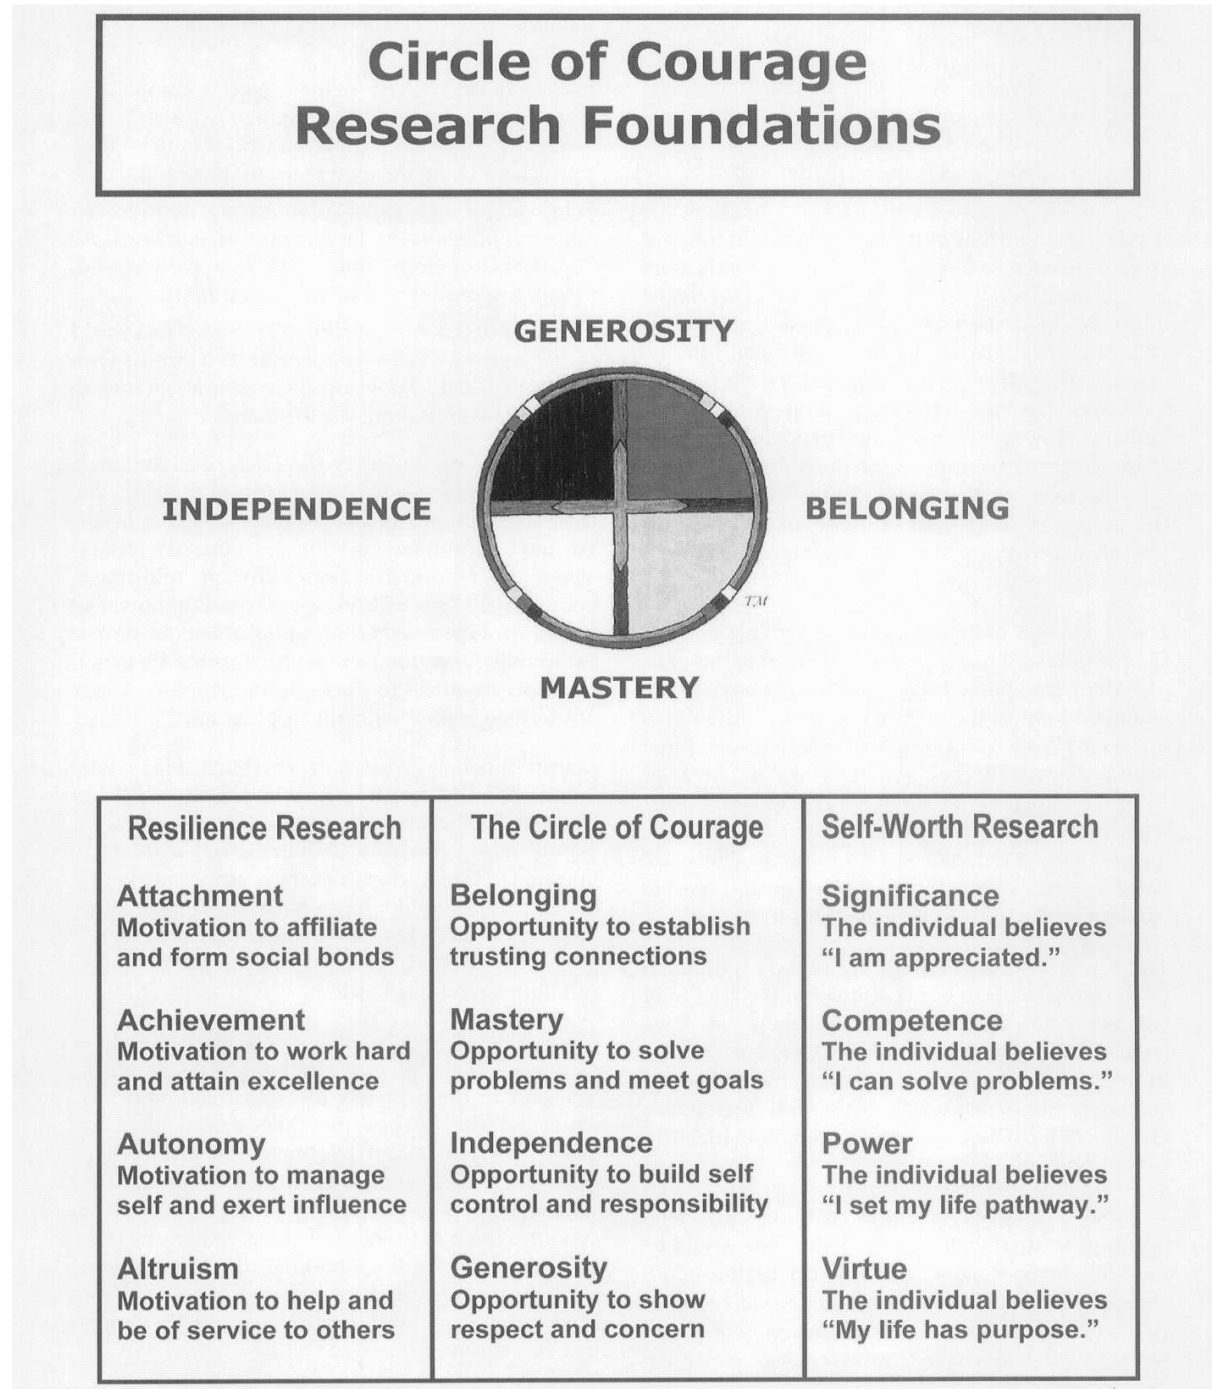 Circle of Courage
Research Foundations
GENEROSITY
INDEPENDENCE
BELONGING
TM
MASTERY
Resilience Research
The Circle of Courage
Self-Worth Research
Attachment
Motivation to affiliate
and form social bonds
Belonging
Opportunity to establish
trusting connections
Significance
The individual believes
“I am appreciated.”
Achievement
Motivation to work hard
and attain excellence
Mastery
Opportunity to solve
problems and meet goals
Competence
The individual believes
“I can solve problems.”
Autonomy
Motivation to manage
self and exert influence
Independence
Opportunity to build self
control and responsibility
Power
The individual believes
“I set my life pathway.”
Altruism
Motivation to help and
be of service to others
Generosity
Opportunity to show
respect and concern
Virtue
The individual believes
“My life has purpose.”